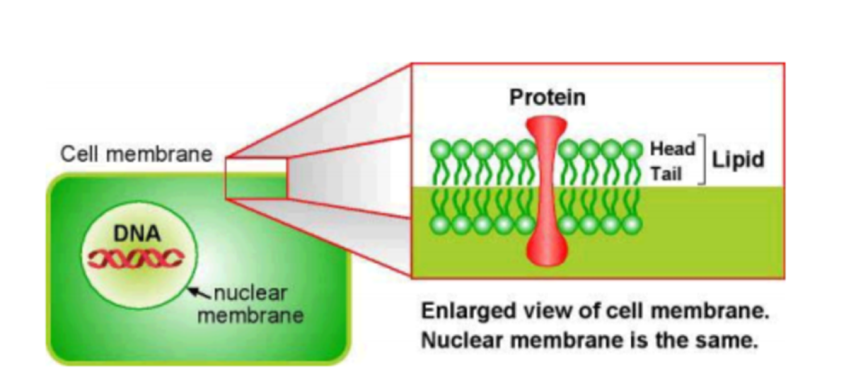 Protein
Head
Tail
Lipid
Cell membrane
DNA
nuclear
membrane
Enlarged view of cell membrane.
Nuclear membrane is the same.